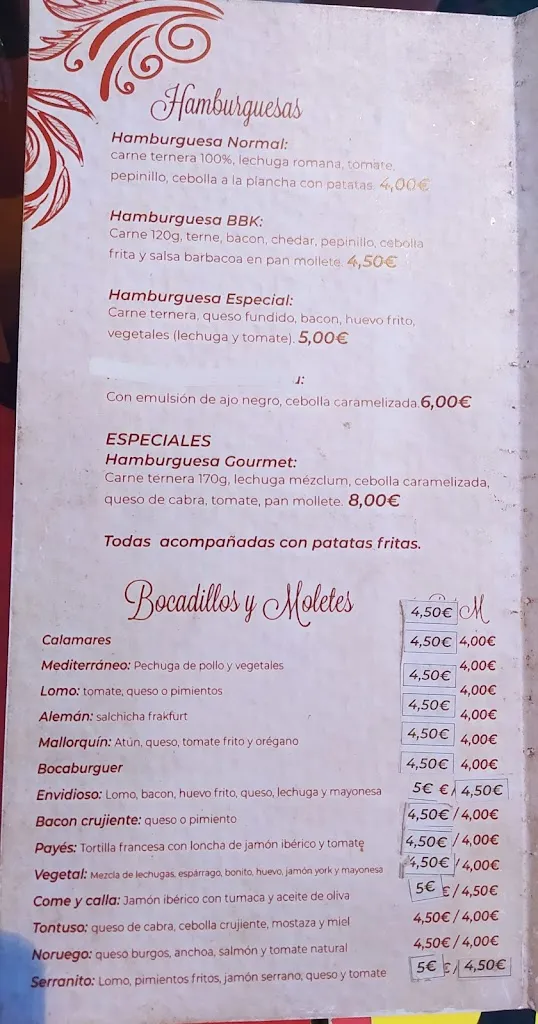 Hamburguesas
Hamburguesa Normal:
carne ternera 100%, lechuga romana, tomate,
pepinillo, cebolla a la plancha con patatas. 4,00€
Hamburguesa BBK:
Carne 120g, terne, bacon, chedar, pepinillo, cebolla
frita y salsa barbacoa en pan mollete. 4,50€
Hamburguesa Especial:
Carne ternera, queso fundido, bacon, huevo frito,
vegetales (lechuga y tomate). 5,00€
Con emulsión de ajo negro, cebolla caramelizada. 6,00€
ESPECIALES
Hamburguesa Gourmet:
Carne ternera 170g, lechuga mézclum, cebolla caramelizada,
queso de cabra, tomate, pan mollete. 8,00€
Todas acompañadas con patatas fritas.
Bocadillos y Moletes 4,50€ M
Calamares 4,50€ 4,00€
Mediterráneo: Pechuga de pollo y vegetales 4,50€ 4,00€
Lomo: tomate, queso o pimientos 4,50€ 4,00€
Alemán: salchicha frakfurt 4,50€ 4,00€
Mallorquín: Atún, queso, tomate frito y orégano 4,50€ 4,00€
Bocaburguer 4,50€ 4,00€
Envidioso: Lomo, bacon, huevo frito, queso, lechuga y mayonesa 5€ €/ 4,50€
Bacon crujiente: queso o pimiento 4,50€ / 4,00€
Payés: Tortilla francesa con loncha de jamón ibérico y tomate 4,50€ / 4,00€
Vegetal: Mezcla de lechugas, espárrago, bonito, huevo, jamón york y mayonesa 4,50€ / 4,00€
Come y calla: Jamón ibérico con tumaca y aceite de oliva 5€ €/ 4,50€
Tontuso: queso de cabra, cebolla crujiente, mostaza y miel 4,50€ / 4,00€
Noruego: queso burgos, anchoa, salmón y tomate natural 4,50€ / 4,00€
Serranito: Lomo, pimientos fritos, jamón serrano, queso y tomate 5€ €/ 4,50€